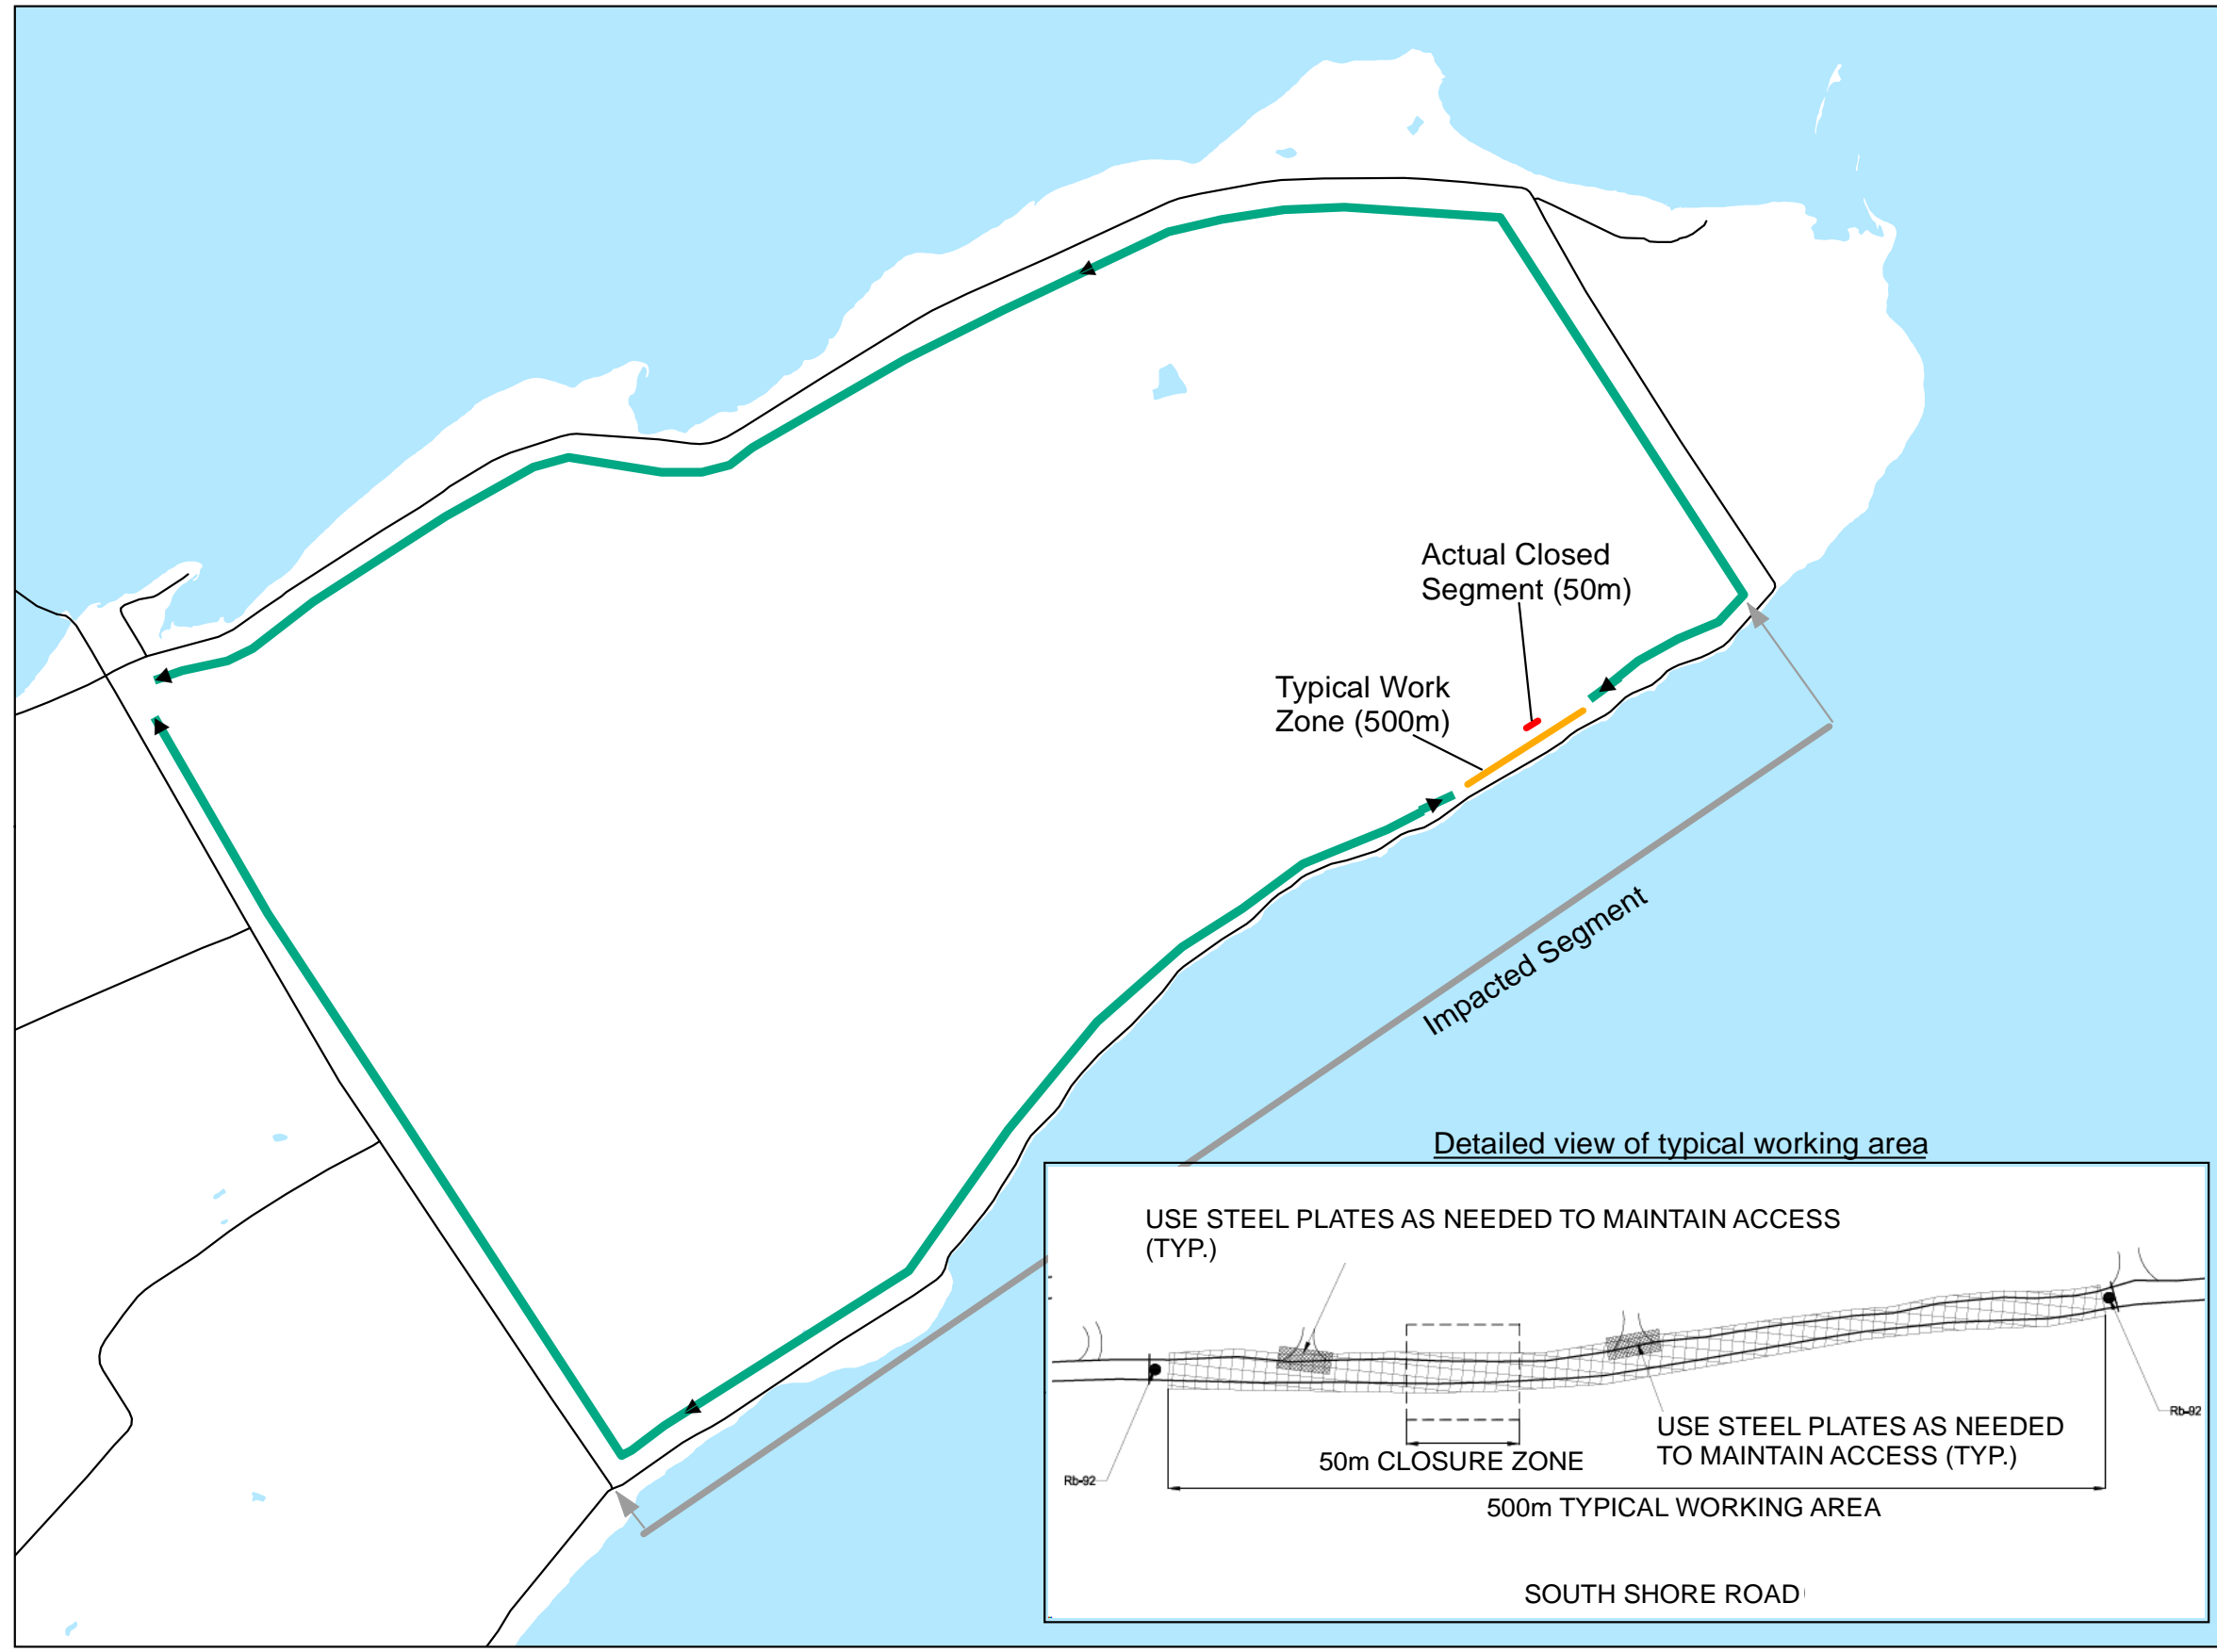 Actual Closed
Segment (50m)
Typical Work
Zone (500m)
Impacted Segment
Detailed view of typical working area
USE STEEL PLATES AS NEEDED TO MAINTAIN ACCESS
(TYP.)
Rb-92
USE STEEL PLATES AS NEEDED
TO MAINTAIN ACCESS (TYP.)
50m CLOSURE ZONE
Rb-92
500m TYPICAL WORKING AREA
SOUTH SHORE ROAD